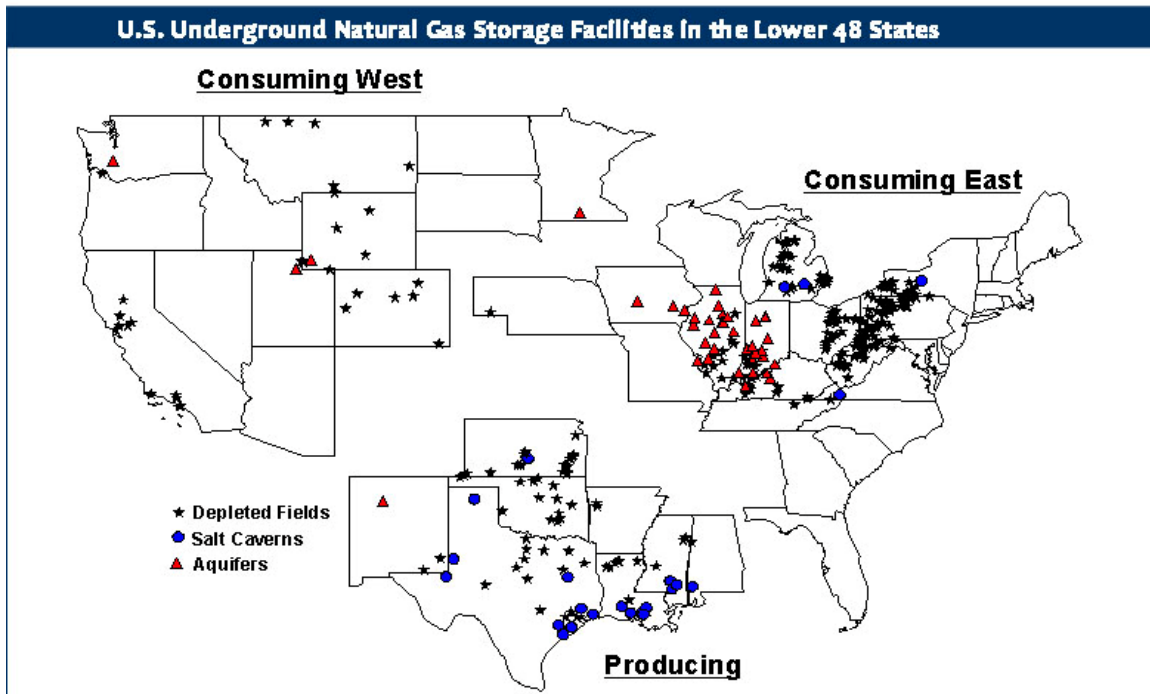 U.S. Underground Natural Gas Storage Facilities in the Lower 48 States
Consuming West
Consuming East
Depleted Fields
Salt Caverns
Aquifers
Producing